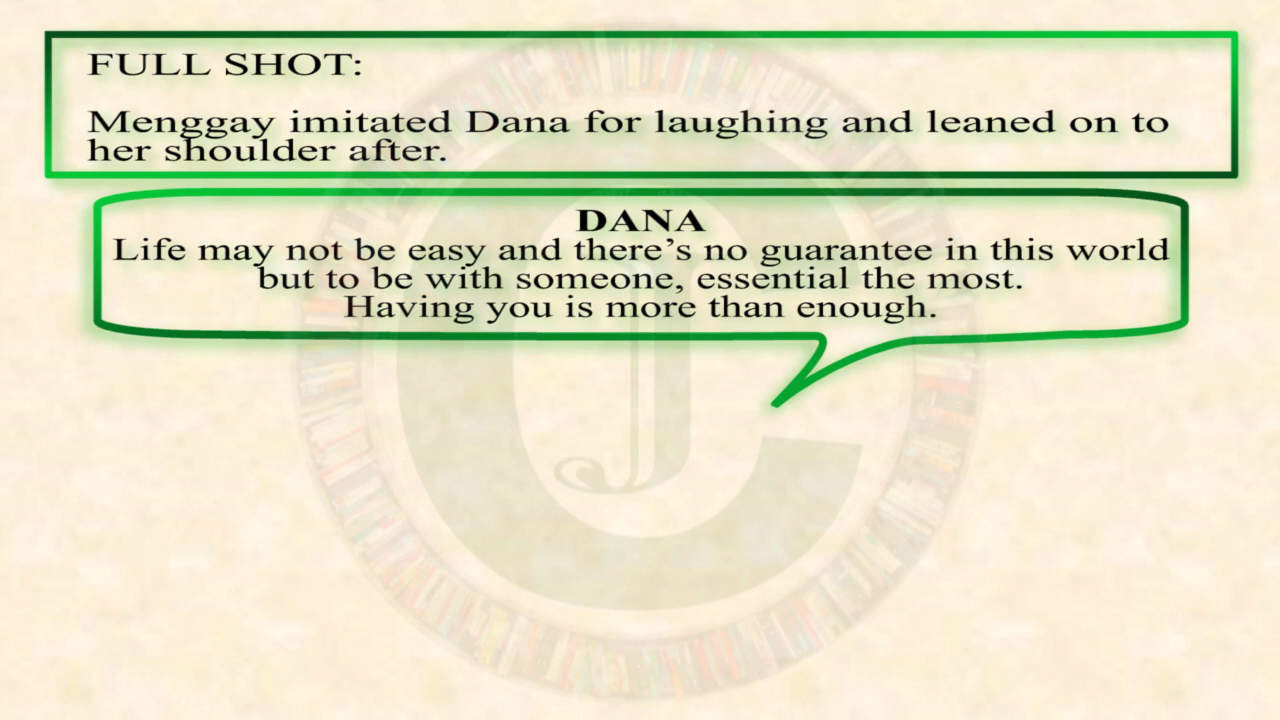 FULL SHOT:
Menggay imitated Dana for laughing and leaned on to
her shoulder after.
DANA
Life may not be easy and there’s no guarantee in this world
but to be with someone, essential the most.
Having you is more than enough.